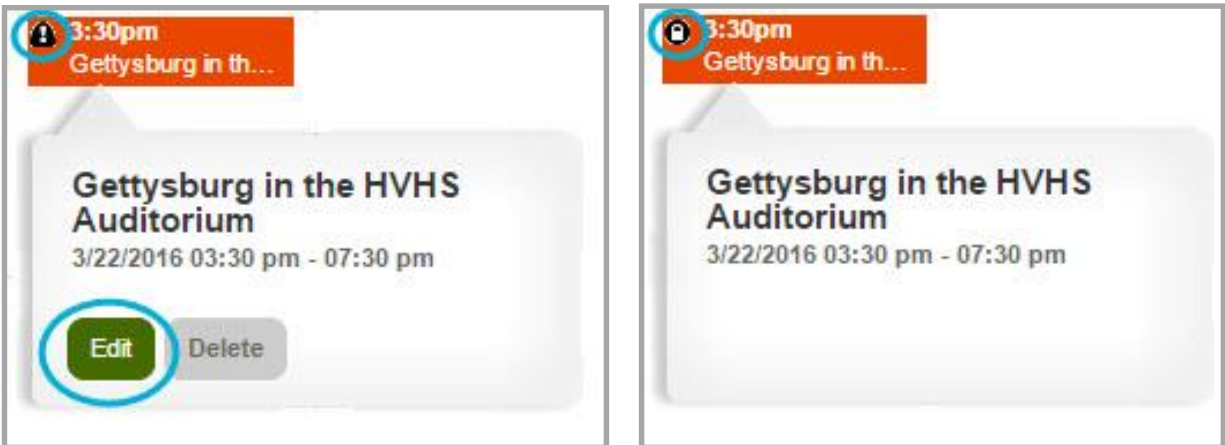 3:30pm
Gettysburg in th...
Gettysburg in the HVHS
Auditorium
3/22/2016 03:30 pm - 07:30 pm
Edit Delete
3:30pm
Gettysburg in th...
Gettysburg in the HVHS
Auditorium
3/22/2016 03:30 pm - 07:30 pm